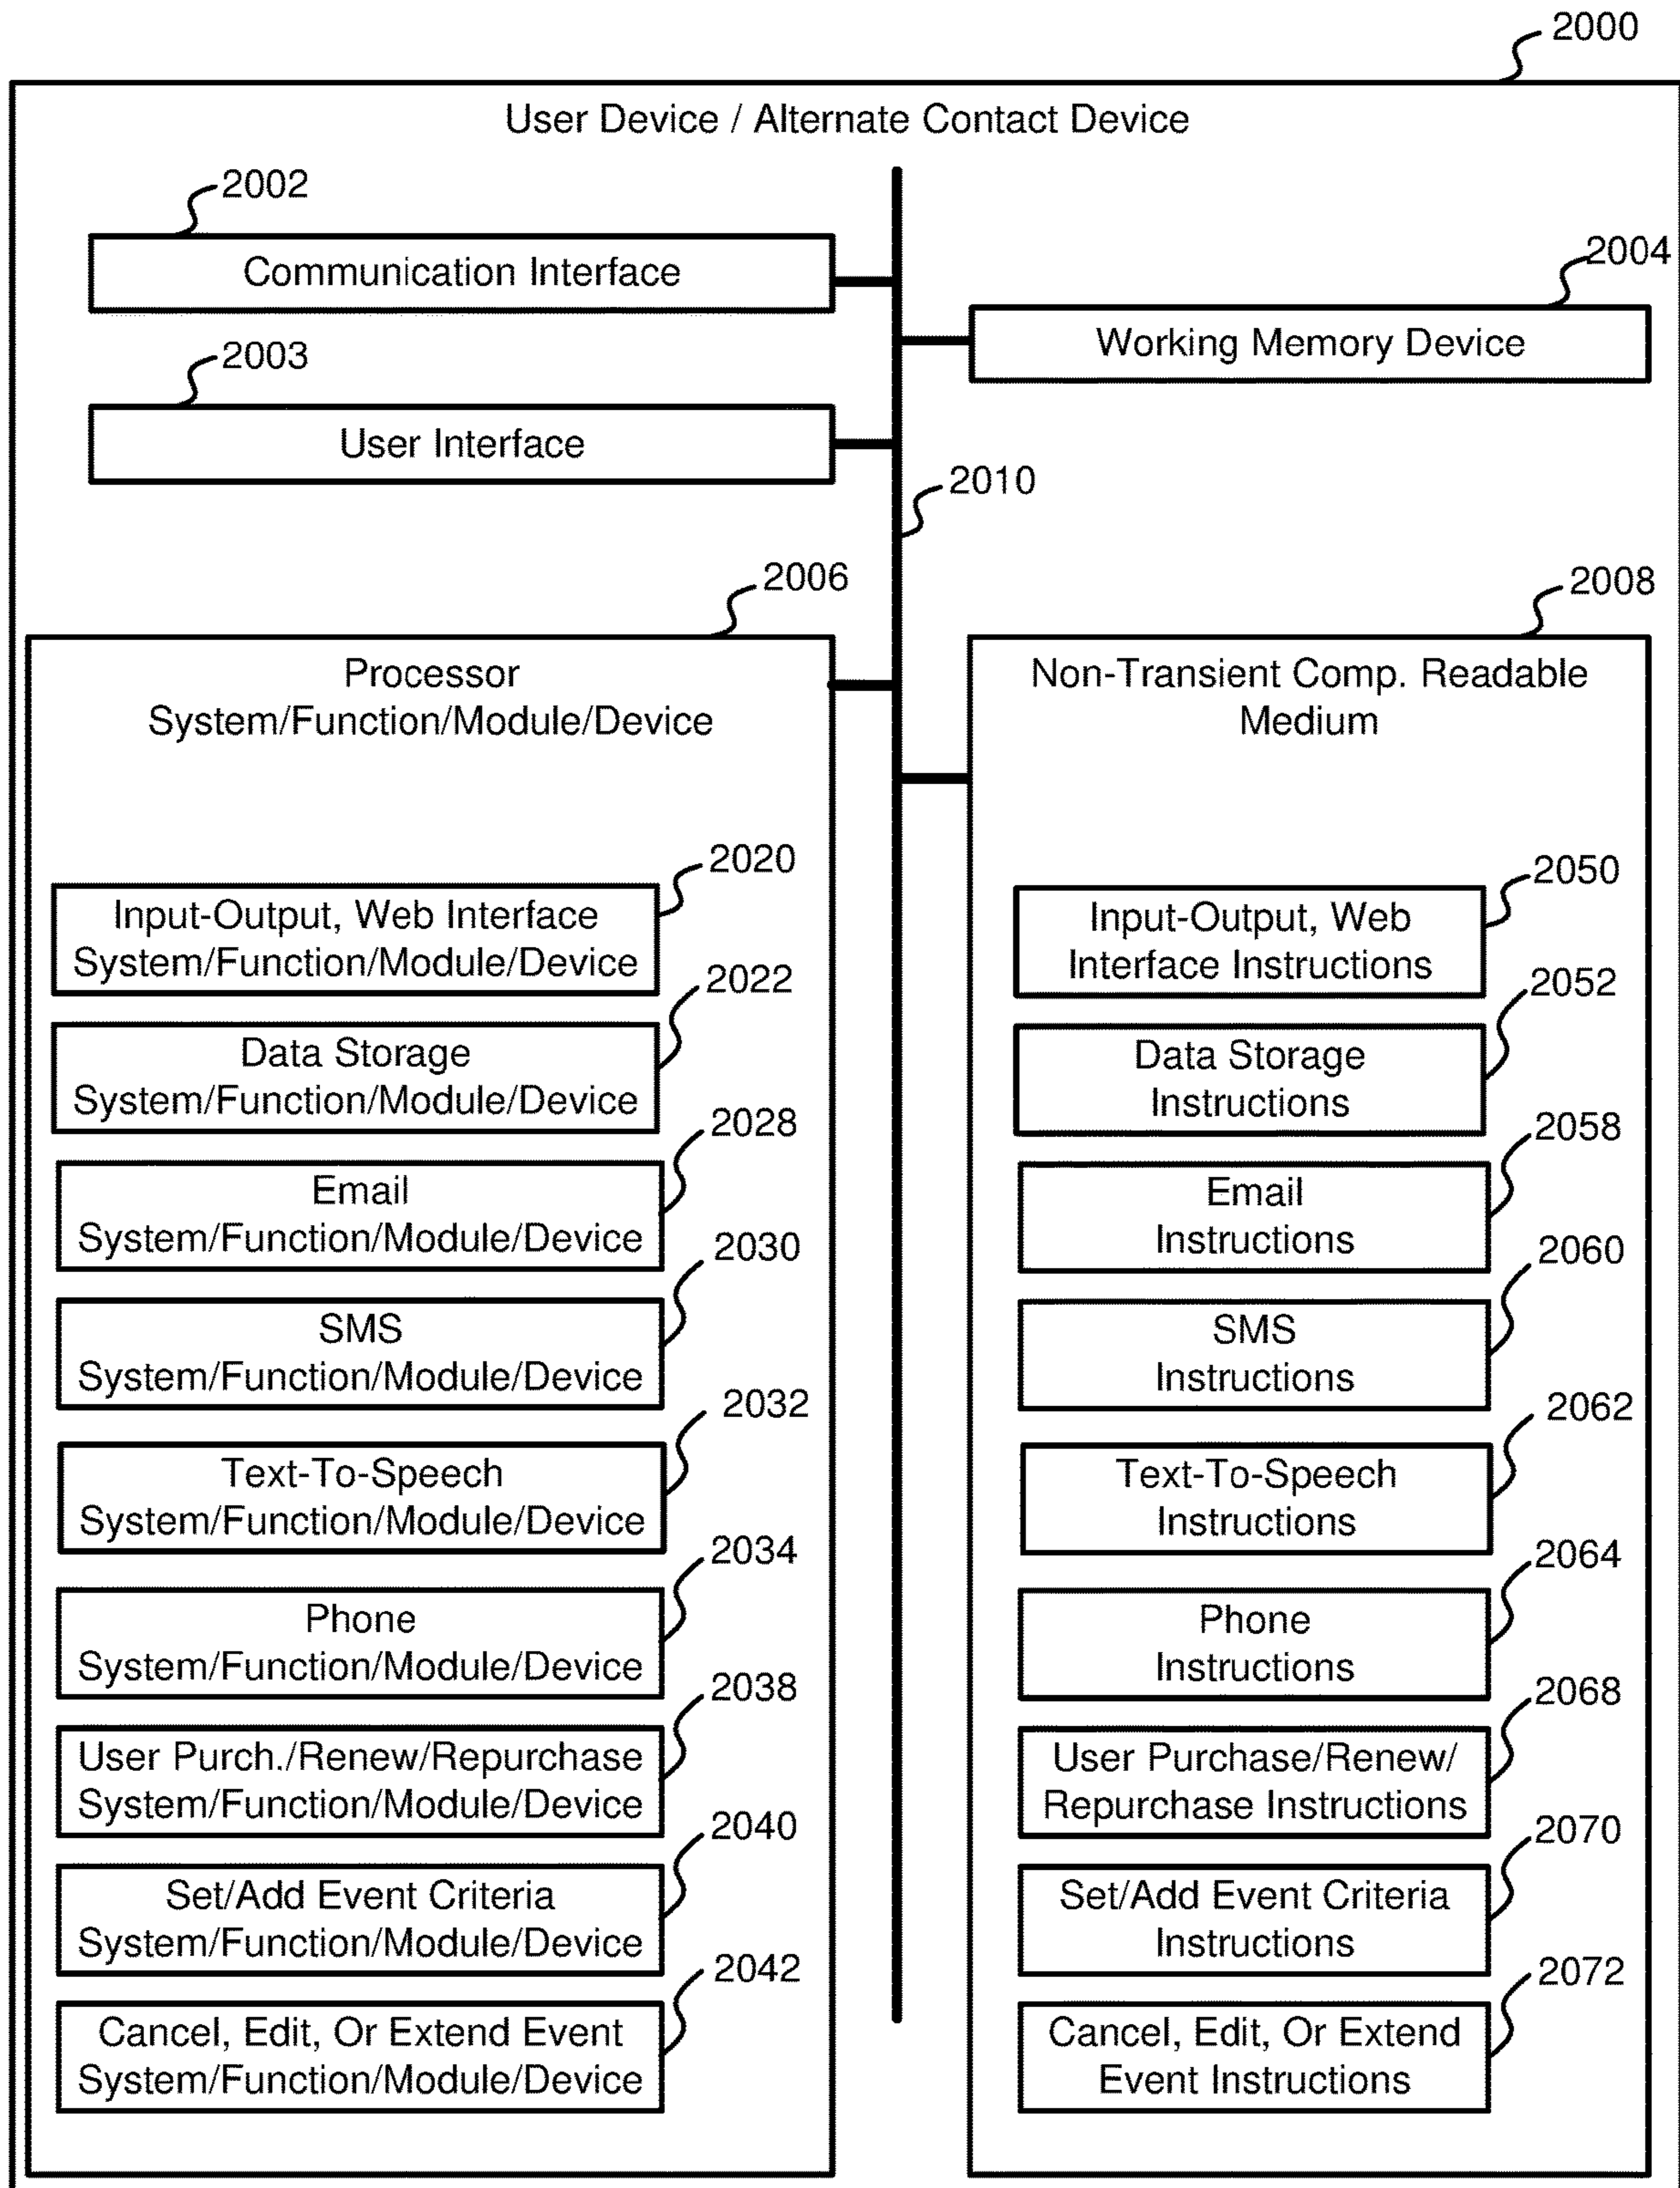 2000
User Device / Alternate Contact Device
2002
Communication Interface
2004
Working Memory Device
2003
User Interface
2010
2006
Processor
System/Function/Module/Device
2020
Input-Output, Web Interface
System/Function/Module/Device
2022
Data Storage
System/Function/Module/Device
2028
Email
System/Function/Module/Device
2030
SMS
System/Function/Module/Device
2032
Text-To-Speech
System/Function/Module/Device
2034
Phone
System/Function/Module/Device
2038
User Purch./Renew/Repurchase
System/Function/Module/Device
2040
Set/Add Event Criteria
System/Function/Module/Device
2042
Cancel, Edit, Or Extend Event
System/Function/Module/Device
2008
Non-Transient Comp. Readable
Medium
2050
Input-Output, Web
Interface Instructions
2052
Data Storage
Instructions
2058
Email
Instructions
2060
SMS
Instructions
2062
Text-To-Speech
Instructions
2064
Phone
Instructions
2068
User Purchase/Renew/
Repurchase Instructions
2070
Set/Add Event Criteria
Instructions
2072
Cancel, Edit, Or Extend
Event Instructions